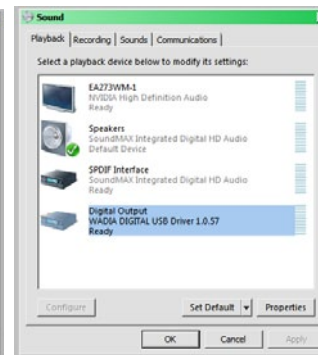 Sound
Playback
Recording
Sounds
Communications
Select a playback device below to modify its settings:
EA273WM-1
NVIDIA High Definition Audio
Ready
Speakers
SoundMAX Integrated Digital HD Audio
Default Device
SPDIF Interface
SoundMAX Integrated Digital HD Audio
Ready
Digital Output
WADIA DIGITAL USB Driver 1.0.57
Ready
Configure
Set Default
Properties
OK
Cancel
Apply